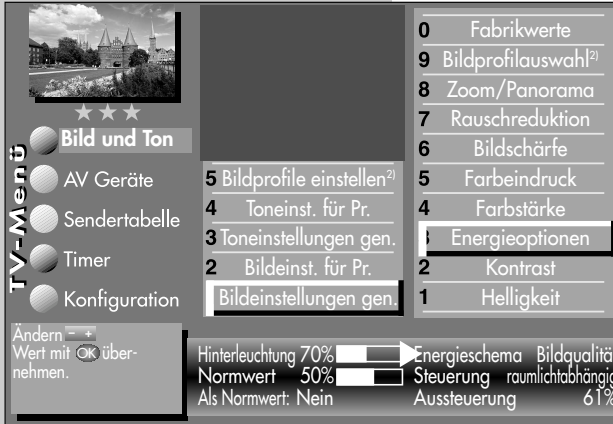 TV-Menü
Bild und Ton
AV Geräte
Sendertabelle
Timer
Konfiguration
5 Bildprofile einstellen2)
4 Toneinst. für Pr.
3 Toneinstellungen gen.
2 Bildeinst. für Pr.
Bildeinstellungen gen.
0 Fabrikwerte
9 Bildprofilauswahl2)
8 Zoom/Panorama
7 Rauschreduktion
6 Bildschärfe
5 Farbeindruck
4 Farbstärke
3 Energieoptionen
2 Kontrast
1 Helligkeit
Ändern - +
Wert mit OK über-
nehmen.
Hinterleuchtung 70%
Normwert 50%
Als Normwert: Nein
Energieschema Bildqualitä
Steuerung raumlichtabhängig
Aussteuerung 61%